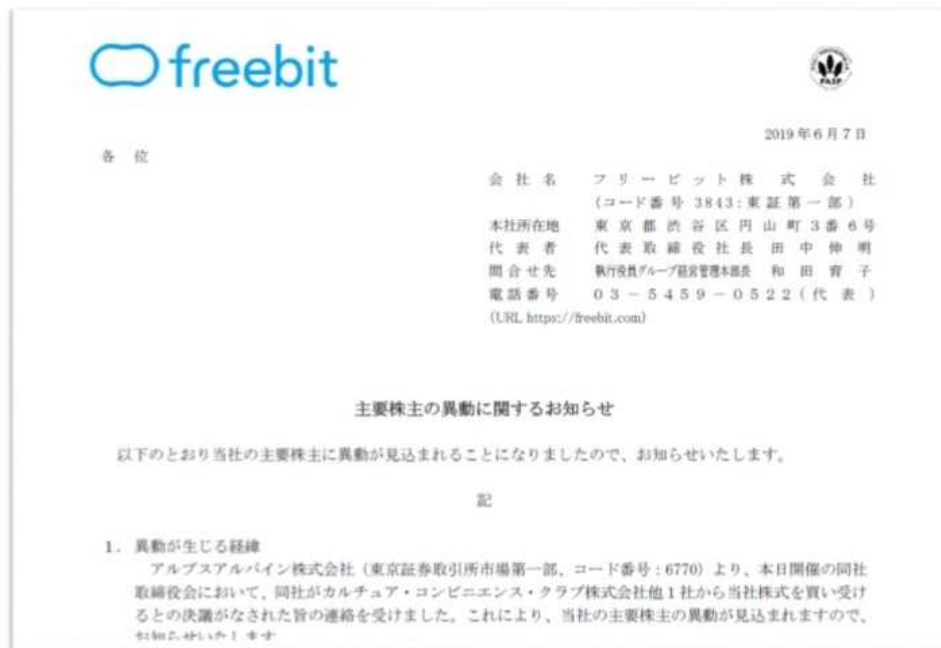 freebit
2019年6月7日
各 位
会 社 名 フ リ ー ビ ッ ト 株 式 会 社
(コード番号 3843:東証第一部)
本社所在地 東京都渋谷区円山町3番6号
代 表 者 代表取締役社長 田 中 伸 明
問合せ先 執行役員グループ経営管理本部長 和 田 育 子
電話番号 03-5459-0522(代 表)
(URL https://freebit.com)
主要株主の異動に関するお知らせ
以下のとおり当社の主要株主に異動が見込まれることになりましたので、お知らせいたします。
記
1. 異動が生じる経緯
アルプスアルパイン株式会社(東京証券取引所市場第一部、コード番号:6770)より、本日開催の同社
取締役会において、同社がカルチュア・コンビニエンス・クラブ株式会社他1社から当社株式を買い受け
るとの決議がなされた旨の連絡を受けました。これにより、当社の主要株主の異動が見込まれますので、
お知らせいたします